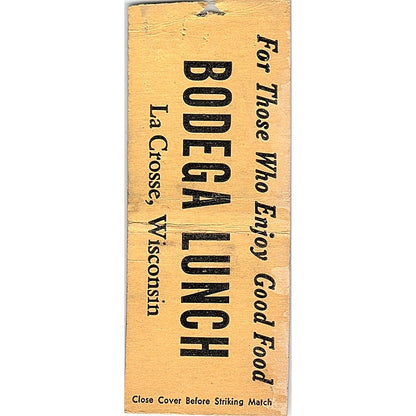 For Those Who Enjoy Good Food
BODEGA LUNCH
La Crosse, Wisconsin
Close Cover Before Striking Match